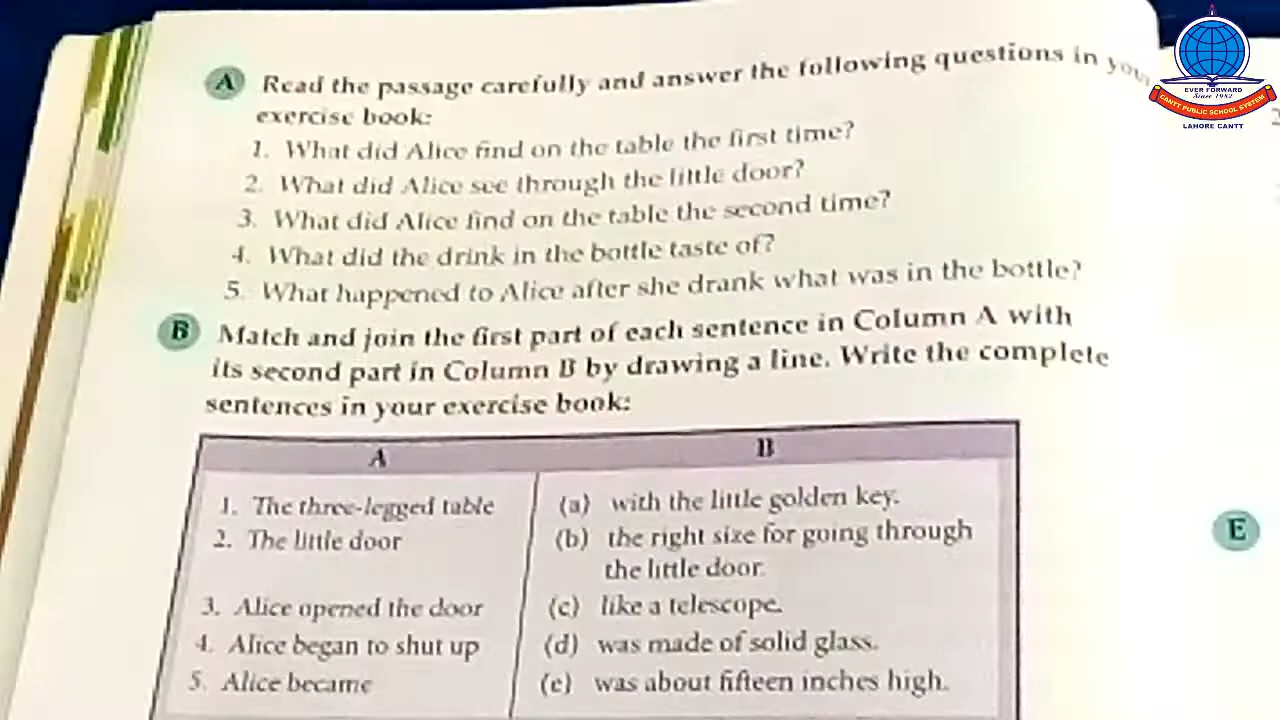 A Read the passage carefully and answer the following questions in your
exercise book:
1. What did Alice find on the table the first time?
2. What did Alice see through the little door?
3. What did Alice find on the table the second time?
4. What did the drink in the bottle taste of?
5. What happened to Alice after she drank what was in the bottle?
B Match and join the first part of each sentence in Column A with
its second part in Column B by drawing a line. Write the complete
sentences in your exercise book:
A B
1. The three-legged table (a) with the little golden key.
2. The little door (b) the right size for going through
the little door.
3. Alice opened the door (c) like a telescope.
4. Alice began to shut up (d) was made of solid glass.
5. Alice became (e) was about fifteen inches high.
E
EVER FORWARD
Since 1982
CANTT PUBLIC SCHOOL SYSTEM
LAHORE CANTT